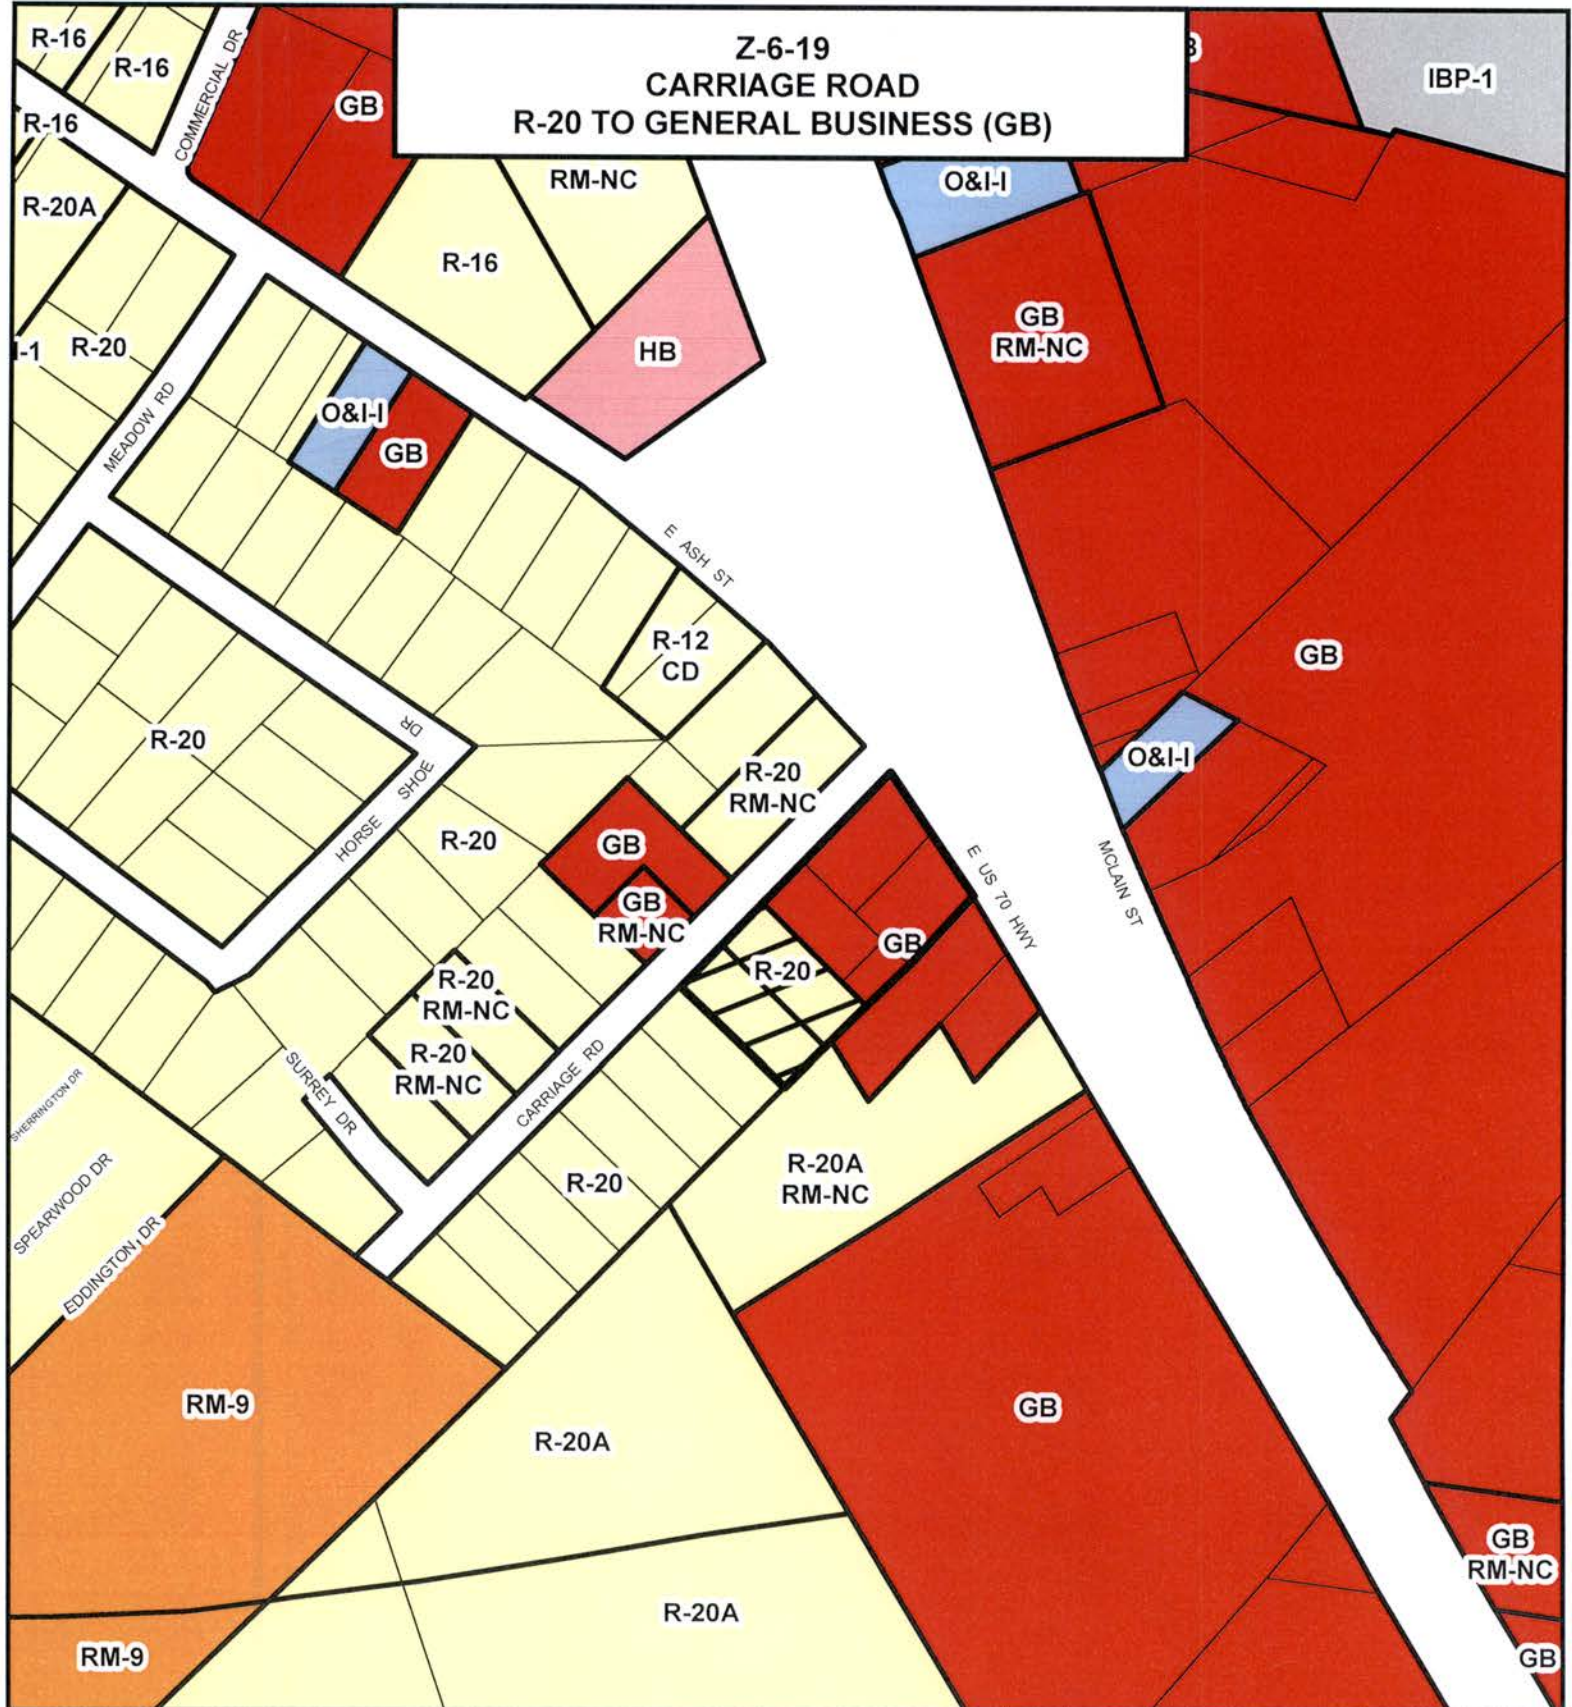 Z-6-19
CARRIAGE ROAD
R-20 TO GENERAL BUSINESS (GB)
R-16
R-16
COMMERCIAL DR
GB
IBP-1
R-16
RM-NC
O&I-I
R-20A
R-16
GB
RM-NC
-1
R-20
HB
MEADOW RD
O&I-I
GB
E ASH ST
R-12
CD
GB
R-20
DR
SHOE
HORSE
R-20
RM-NC
O&I-I
R-20
GB
GB
RM-NC
E US 70 HWY
MCLAIN ST
GB
R-20
R-20
RM-NC
R-20
RM-NC
SURREY DR
CARRIAGE RD
SHERRINGTON DR
SPEARWOOD DR
EDDINGTON DR
R-20
R-20A
RM-NC
RM-9
R-20A
GB
GB
RM-NC
R-20A
RM-9
GB